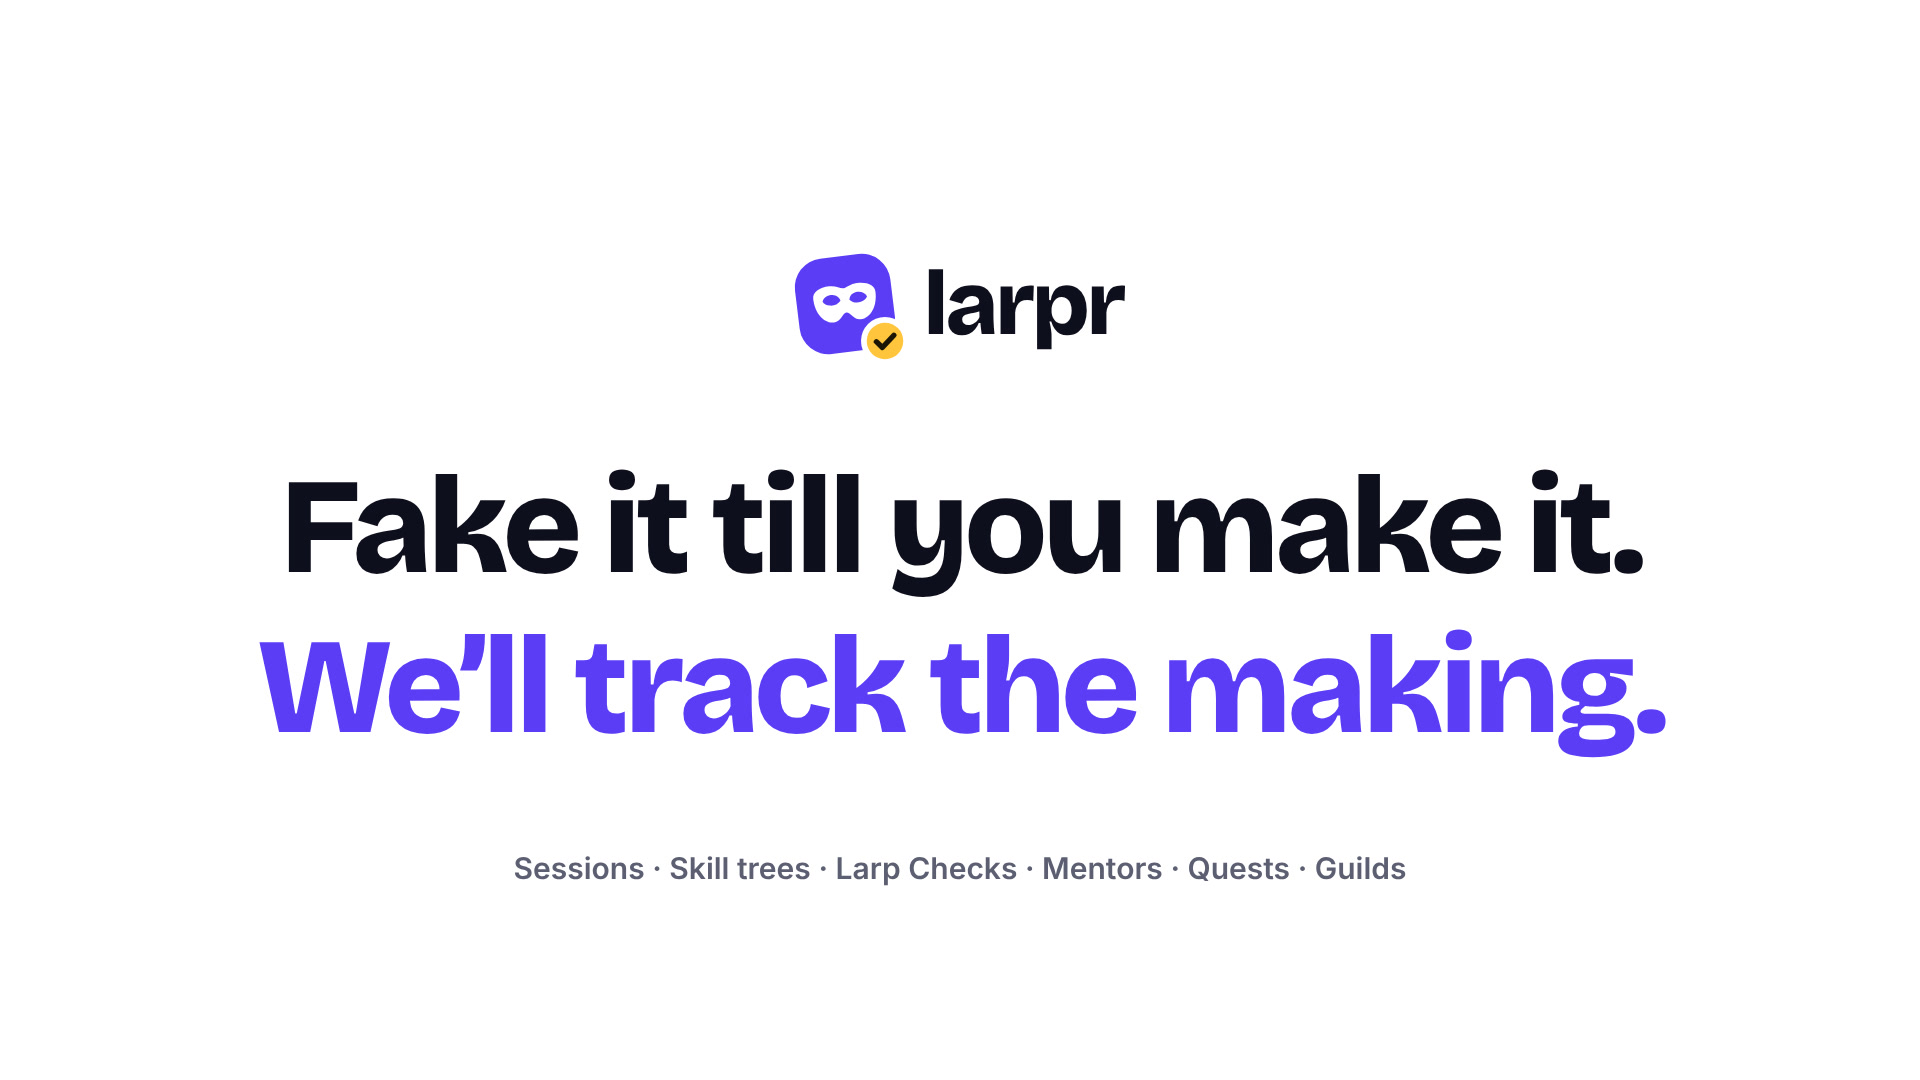 larpr
Fake it till you make it.
We’ll track the making.
Sessions · Skill trees · Larp Checks · Mentors · Quests · Guilds